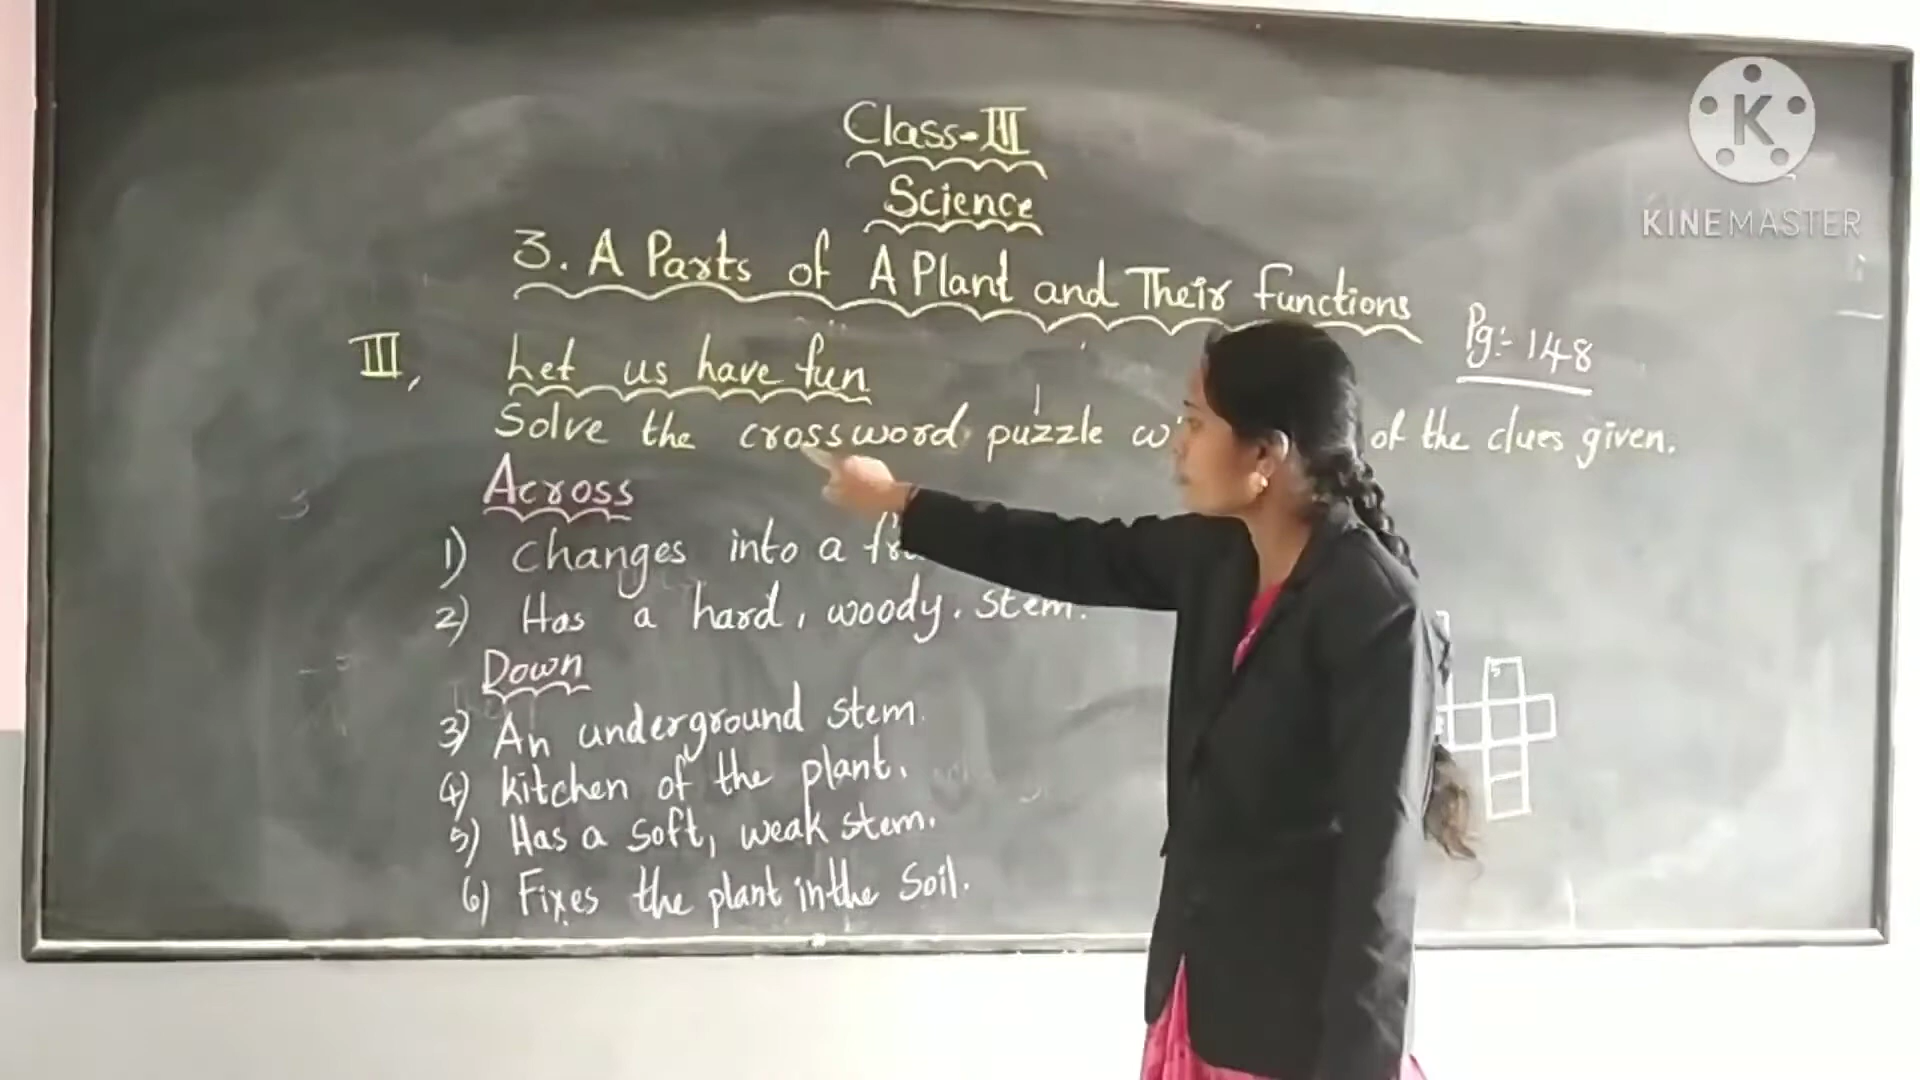 Class-III
Science
3. A Parts of A Plant and Their Functions
Pg:- 148
III, Let us have fun
Solve the crossword puzzle of the clues given.
Across
1) Changes into a
2) Has a hard, woody. stem.
Down
3) An underground stem.
4) Kitchen of the plant.
5) Has a soft, weak stem.
6) Fixes the plant in the Soil.
5
K
KINEMASTER